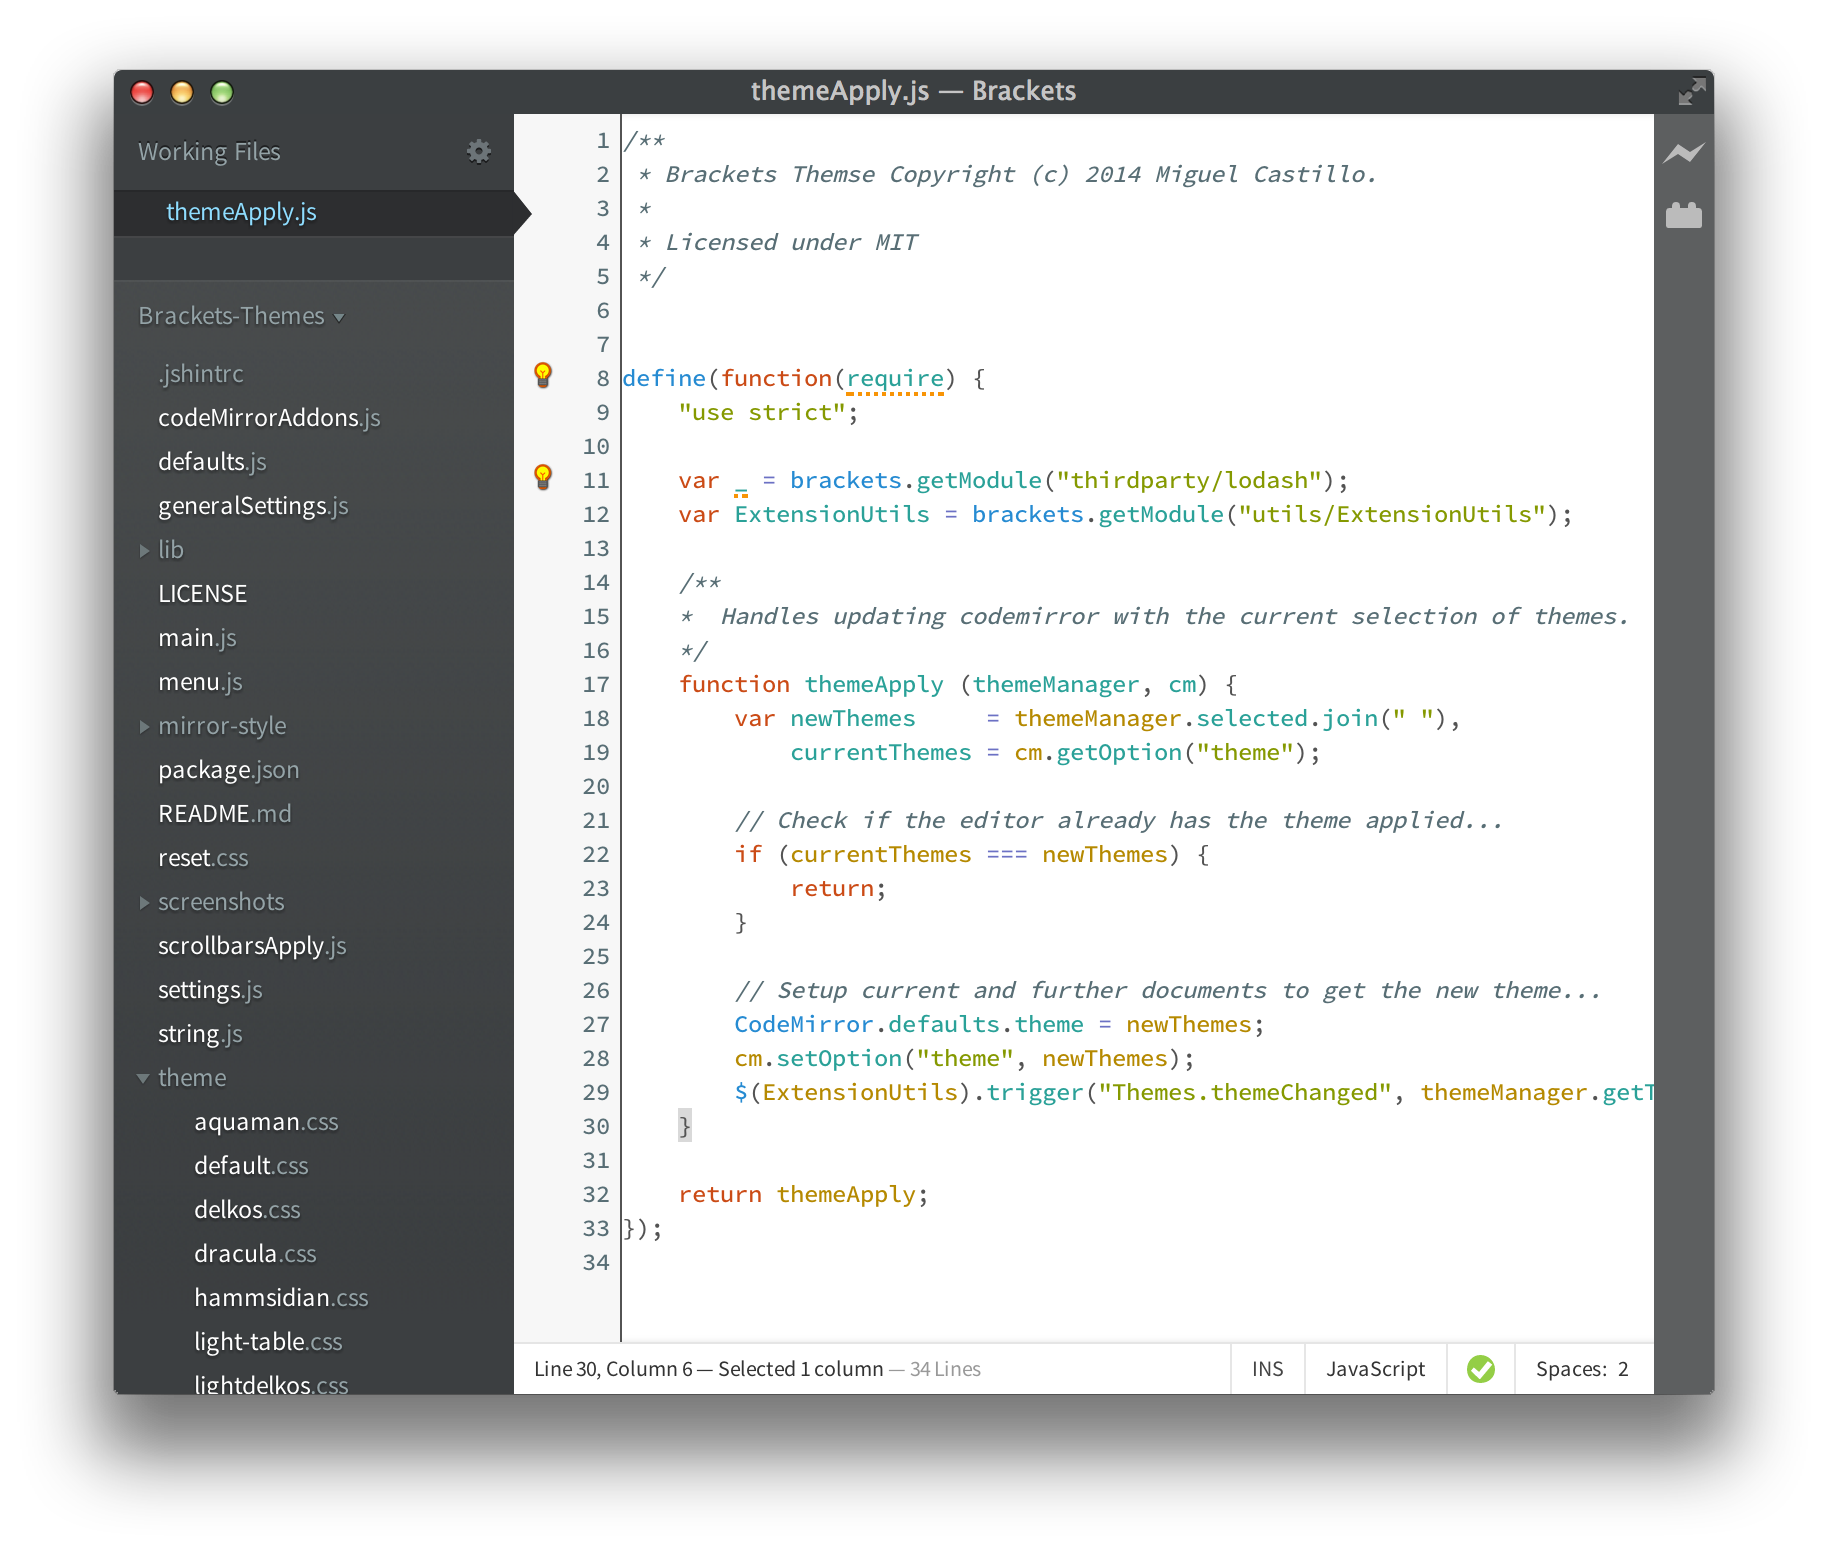 themeApply.js — Brackets
Working Files
themeApply.js
Brackets-Themes
.jshintrc
codeMirrorAddons.js
defaults.js
generalSettings.js
lib
LICENSE
main.js
menu.js
mirror-style
package.json
README.md
reset.css
screenshots
scrollbarsApply.js
settings.js
string.js
theme
aquaman.css
default.css
delkos.css
dracula.css
hammsidian.css
light-table.css
lightdelkos.css
1 /**
2  * Brackets Themse Copyright (c) 2014 Miguel Castillo.
3  *
4  * Licensed under MIT
5  */
6
7
8 define(function(require) {
9     "use strict";
10
11     var _ = brackets.getModule("thirdparty/lodash");
12     var ExtensionUtils = brackets.getModule("utils/ExtensionUtils");
13
14     /**
15     *  Handles updating codemirror with the current selection of themes.
16     */
17     function themeApply (themeManager, cm) {
18         var newThemes     = themeManager.selected.join(" "),
19             currentThemes = cm.getOption("theme");
20
21         // Check if the editor already has the theme applied...
22         if (currentThemes === newThemes) {
23             return;
24         }
25
26         // Setup current and further documents to get the new theme...
27         CodeMirror.defaults.theme = newThemes;
28         cm.setOption("theme", newThemes);
29         $(ExtensionUtils).trigger("Themes.themeChanged", themeManager.getT
30     }
31
32     return themeApply;
33 });
34
Line 30, Column 6 — Selected 1 column — 34 Lines
INS
JavaScript
Spaces: 2